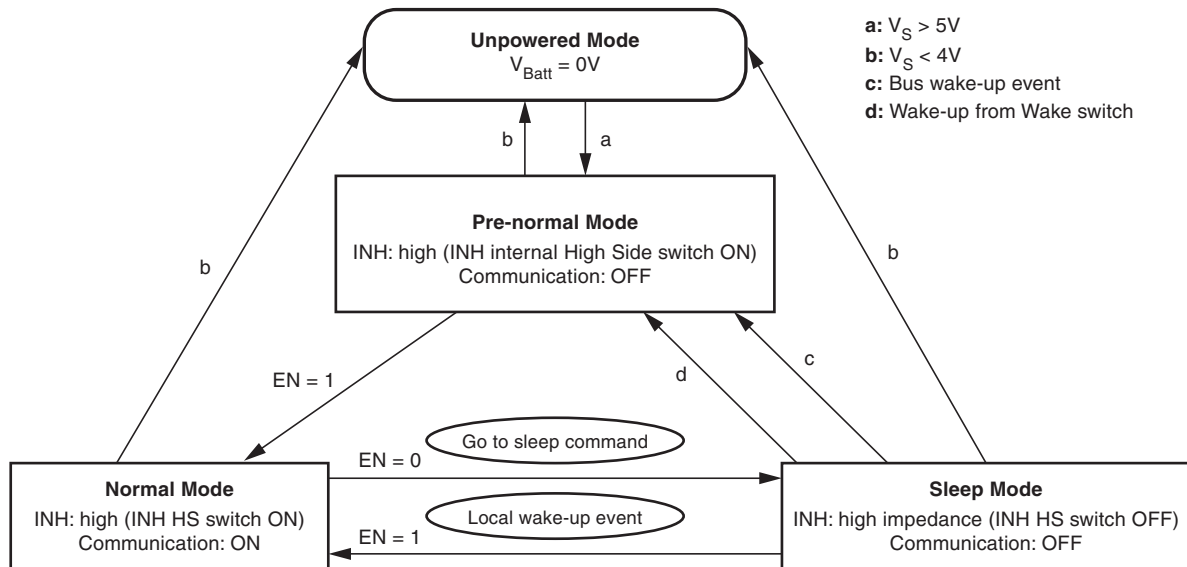 Unpowered Mode
V_Batt = 0V
a: V_S > 5V
b: V_S < 4V
c: Bus wake-up event
d: Wake-up from Wake switch
b
a
Pre-normal Mode
INH: high (INH internal High Side switch ON)
Communication: OFF
b
b
EN = 1
d
c
Go to sleep command
EN = 0
Normal Mode
INH: high (INH HS switch ON)
Communication: ON
Local wake-up event
EN = 1
Sleep Mode
INH: high impedance (INH HS switch OFF)
Communication: OFF